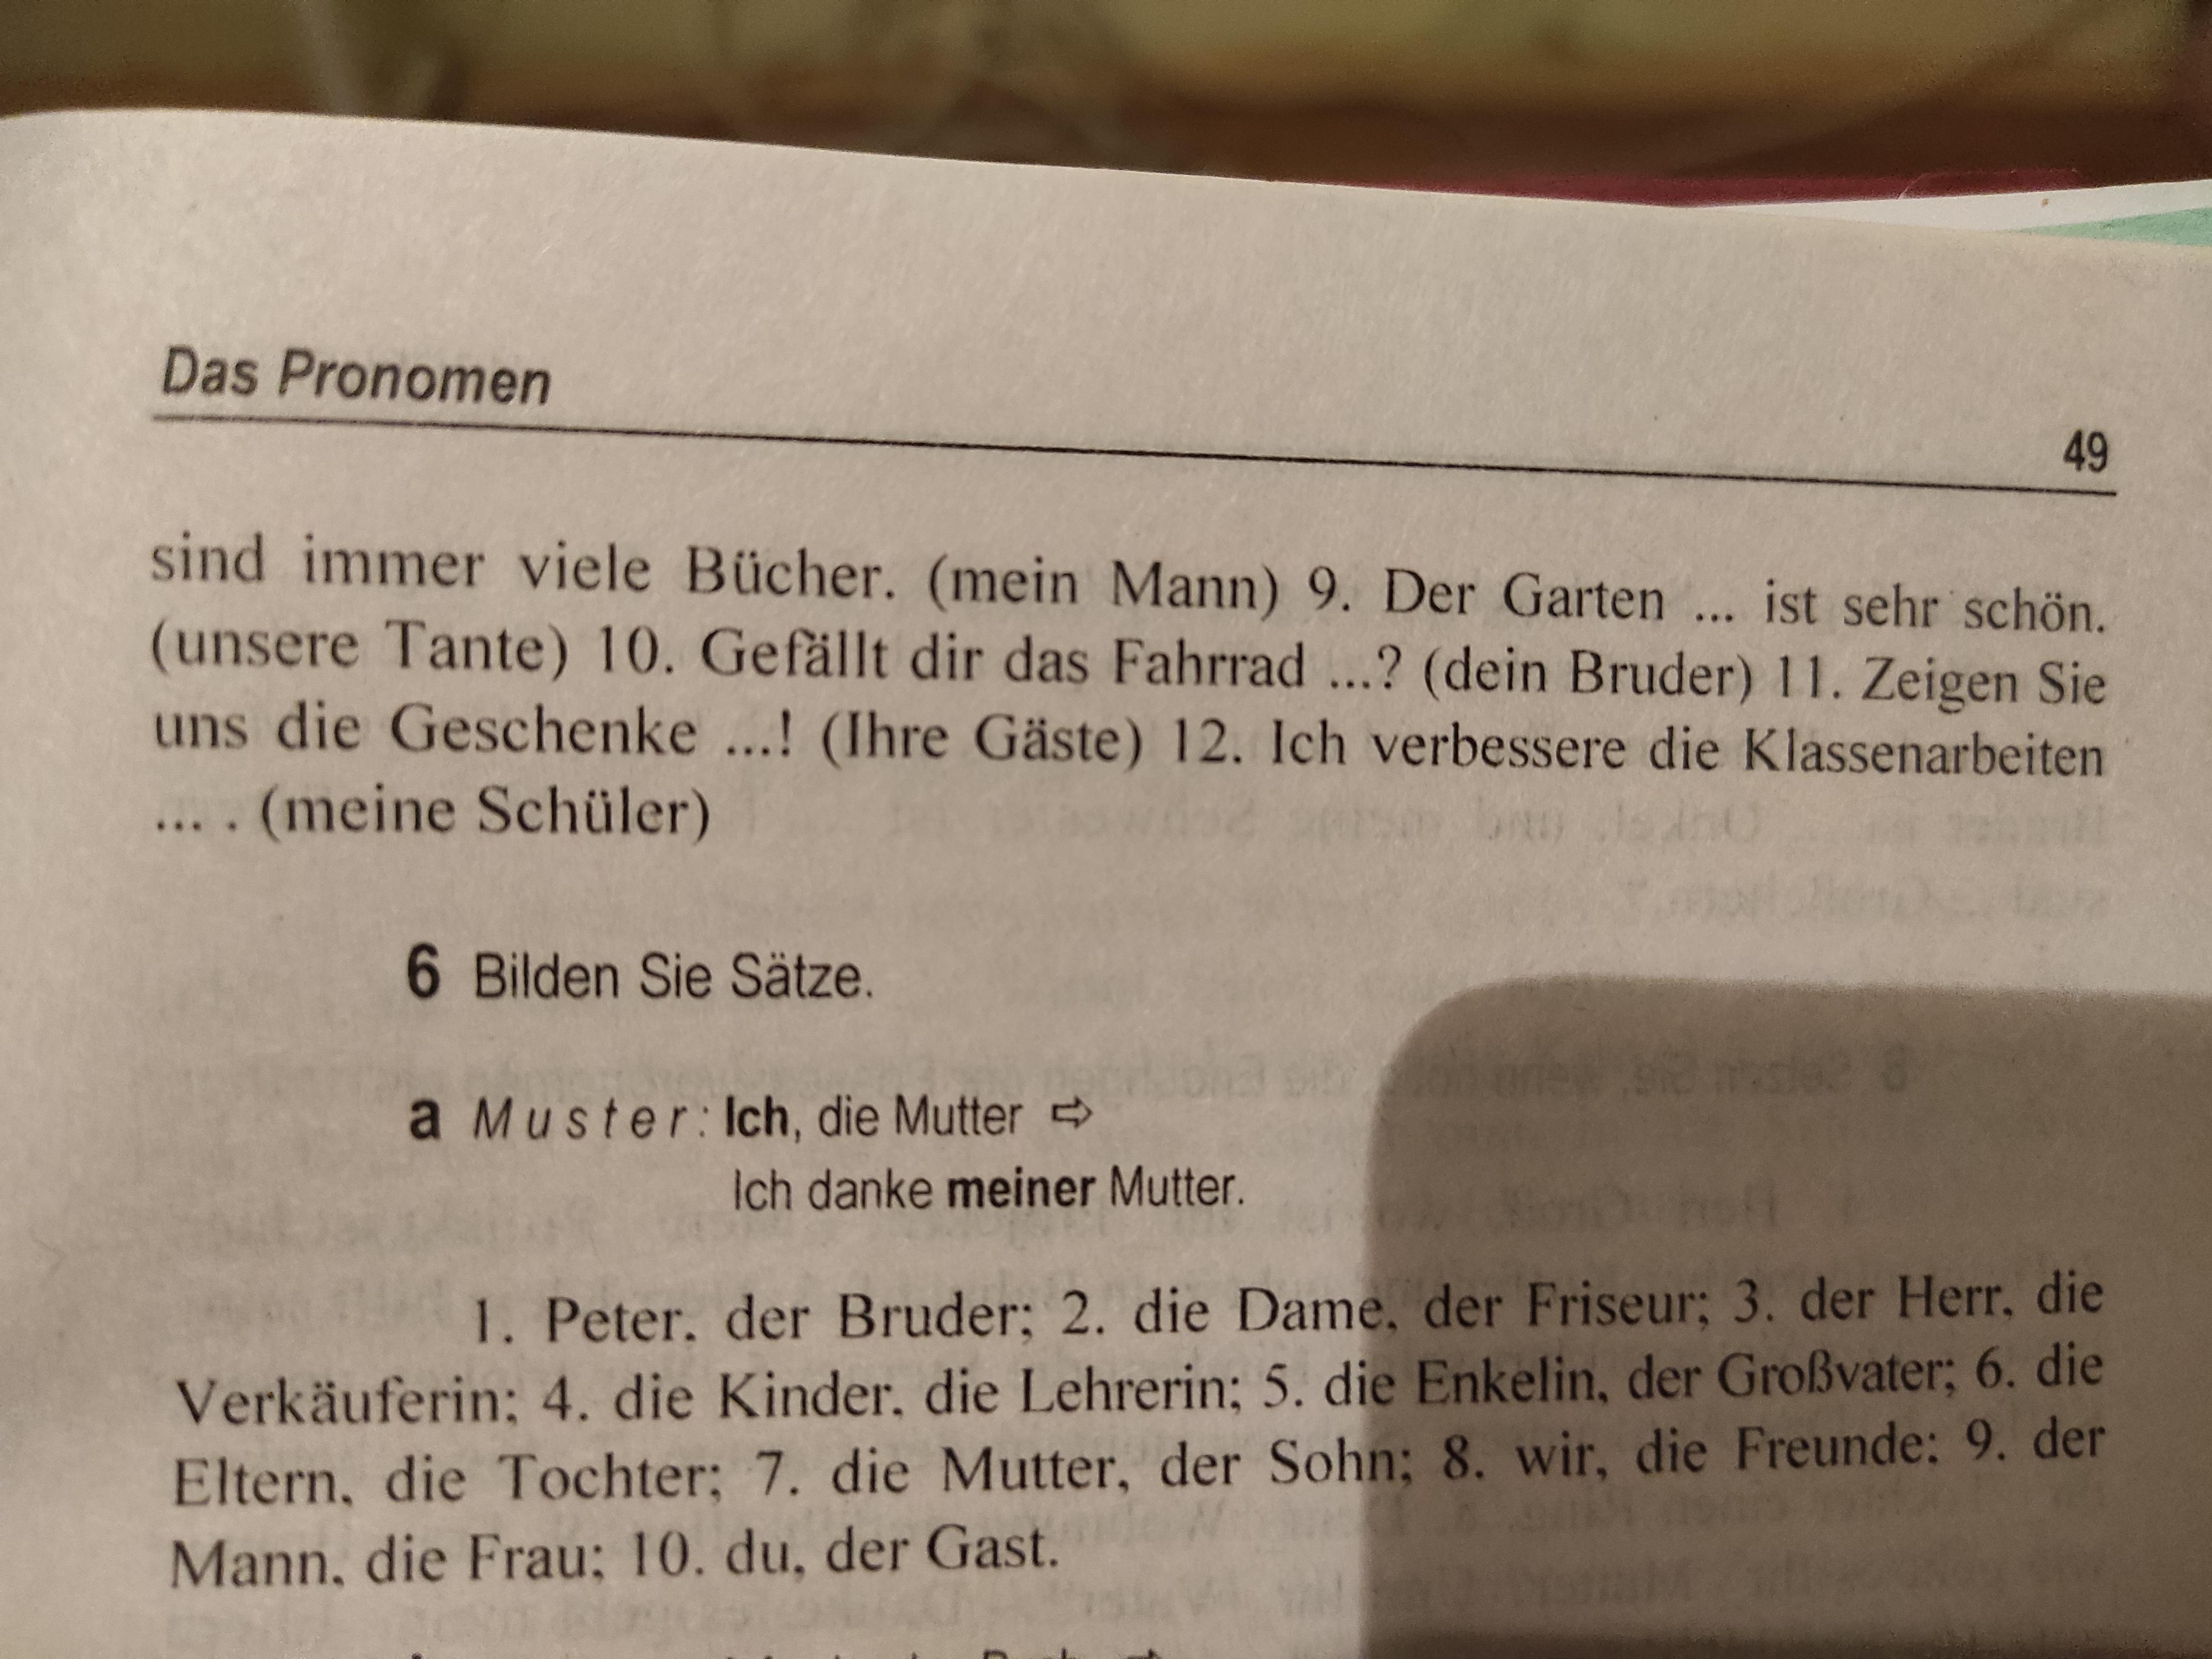 Das Pronomen
49
sind immer viele Bücher. (mein Mann) 9. Der Garten ... ist sehr schön.
(unsere Tante) 10. Gefällt dir das Fahrrad ...? (dein Bruder) 11. Zeigen Sie
uns die Geschenke ...! (Ihre Gäste) 12. Ich verbessere die Klassenarbeiten
... . (meine Schüler)
6 Bilden Sie Sätze.
a Muster: Ich, die Mutter ⇨
Ich danke meiner Mutter.
1. Peter, der Bruder; 2. die Dame, der Friseur; 3. der Herr, die
Verkäuferin; 4. die Kinder, die Lehrerin; 5. die Enkelin, der Großvater; 6. die
Eltern, die Tochter; 7. die Mutter, der Sohn; 8. wir, die Freunde; 9. der
Mann, die Frau; 10. du, der Gast.